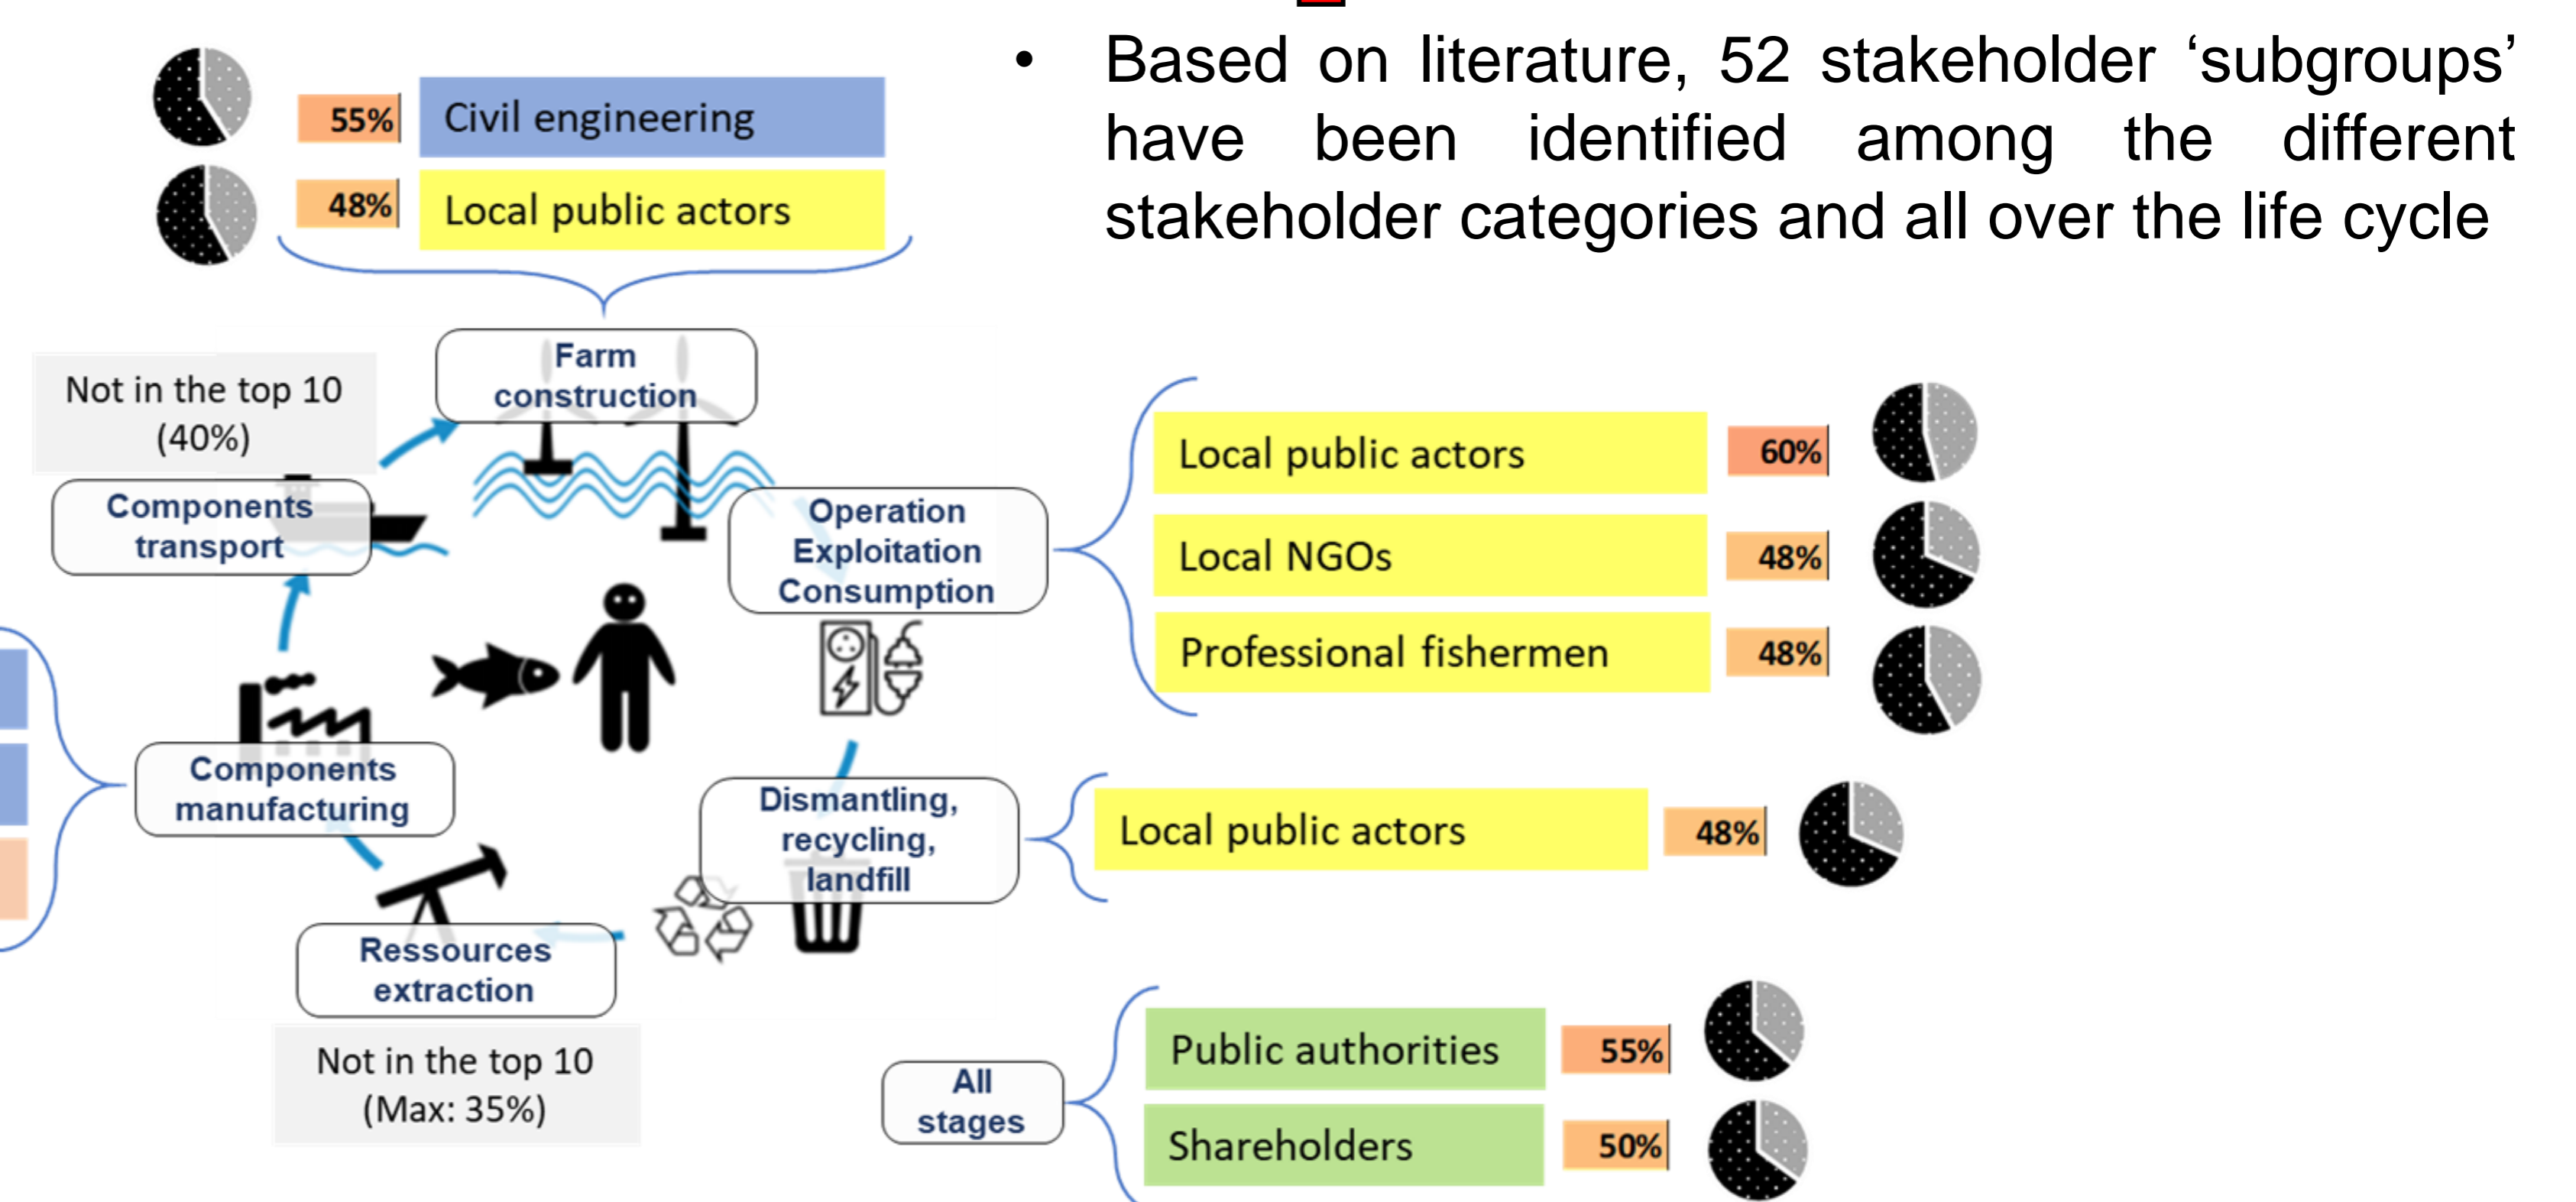 55%
Civil engineering
48%
Local public actors
• Based on literature, 52 stakeholder ‘subgroups’
have been identified among the different
stakeholder categories and all over the life cycle
Farm
construction
Not in the top 10
(40%)
Components
transport
Operation
Exploitation
Consumption
Local public actors
60%
Local NGOs
48%
Professional fishermen
48%
Components
manufacturing
Dismantling,
recycling,
landfill
Local public actors
48%
Ressources
extraction
Not in the top 10
(Max: 35%)
All
stages
Public authorities
55%
Shareholders
50%